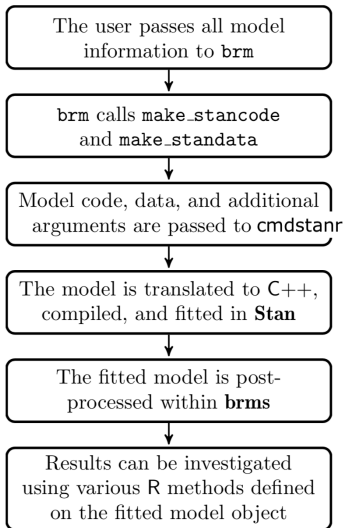 The user passes all model
information to brm
brm calls make_stancode
and make_standata
Model code, data, and additional
arguments are passed to cmdstanr
The model is translated to C++,
compiled, and fitted in Stan
The fitted model is post-
processed within brms
Results can be investigated
using various R methods defined
on the fitted model object